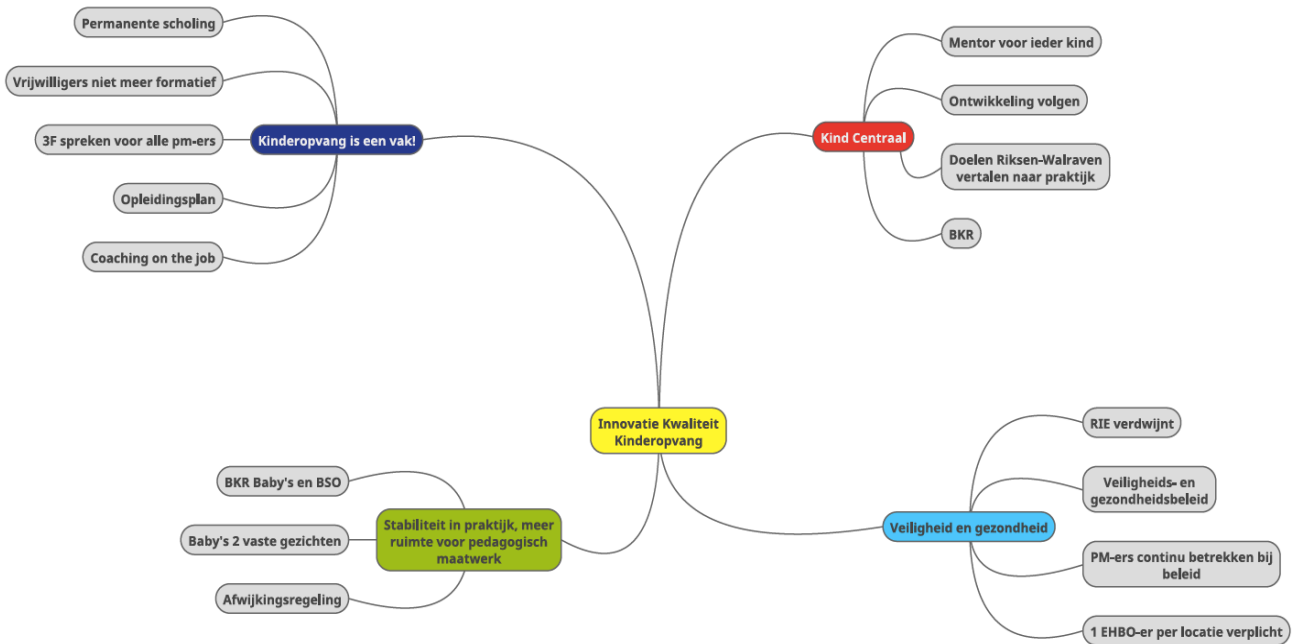 Permanente scholing
Vrijwilligers niet meer formatief
3F spreken voor alle pm-ers
Opleidingsplan
Coaching on the job
Kinderopvang is een vak!
Kind Centraal
Mentor voor ieder kind
Ontwikkeling volgen
Doelen Riksen-Walraven
vertalen naar praktijk
BKR
Innovatie Kwaliteit
Kinderopvang
BKR Baby's en BSO
Baby's 2 vaste gezichten
Afwijkingsregeling
Stabiliteit in praktijk, meer
ruimte voor pedagogisch
maatwerk
Veiligheid en gezondheid
RIE verdwijnt
Veiligheids- en
gezondheidsbeleid
PM-ers continu betrekken bij
beleid
1 EHBO-er per locatie verplicht